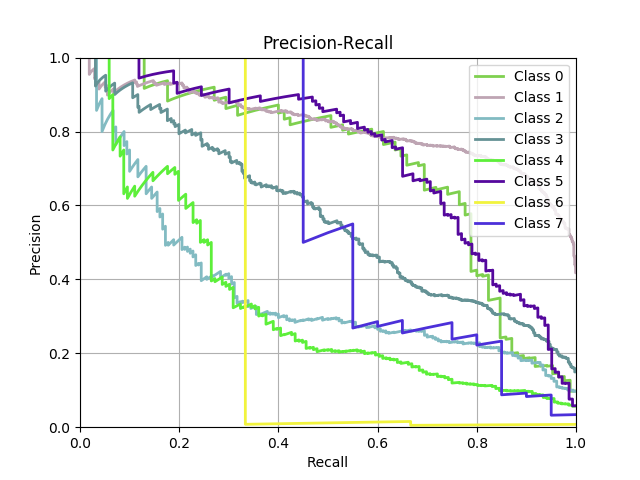 Precision-Recall
1.0
0.8
0.6
0.4
0.2
0.0
Precision
0.0 0.2 0.4 0.6 0.8 1.0
Recall
Class 0
Class 1
Class 2
Class 3
Class 4
Class 5
Class 6
Class 7